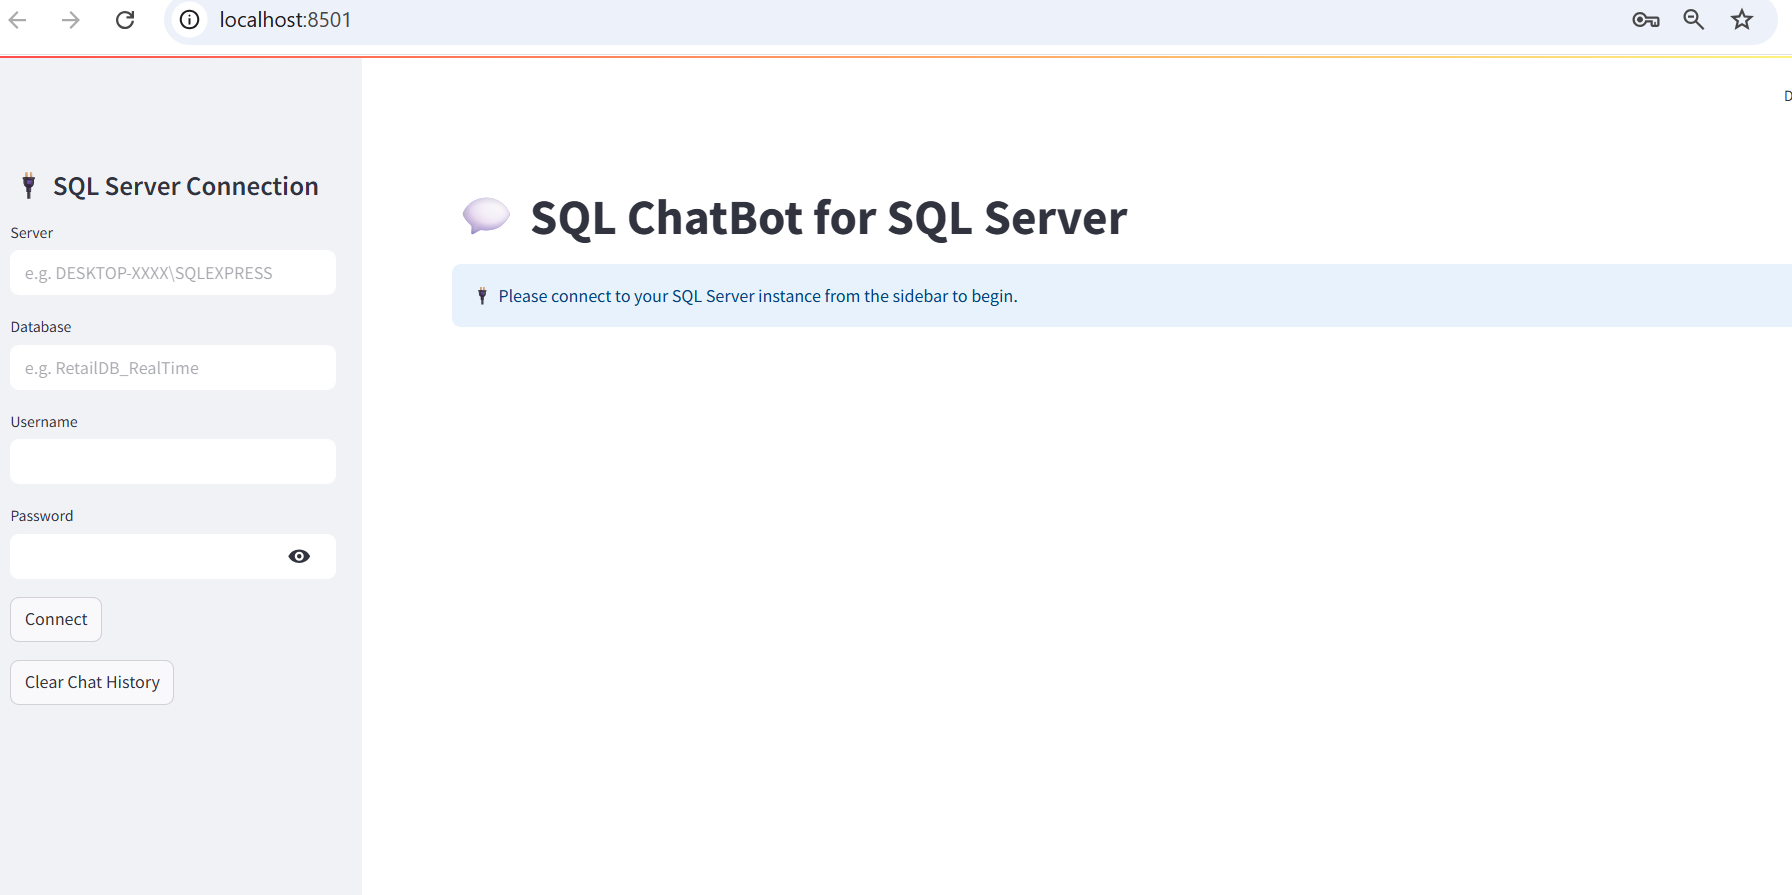 localhost:8501
D
SQL Server Connection
Server
e.g. DESKTOP-XXXX\SQLEXPRESS
Database
e.g. RetailDB_RealTime
Username
Password
Connect
Clear Chat History
SQL ChatBot for SQL Server
Please connect to your SQL Server instance from the sidebar to begin.